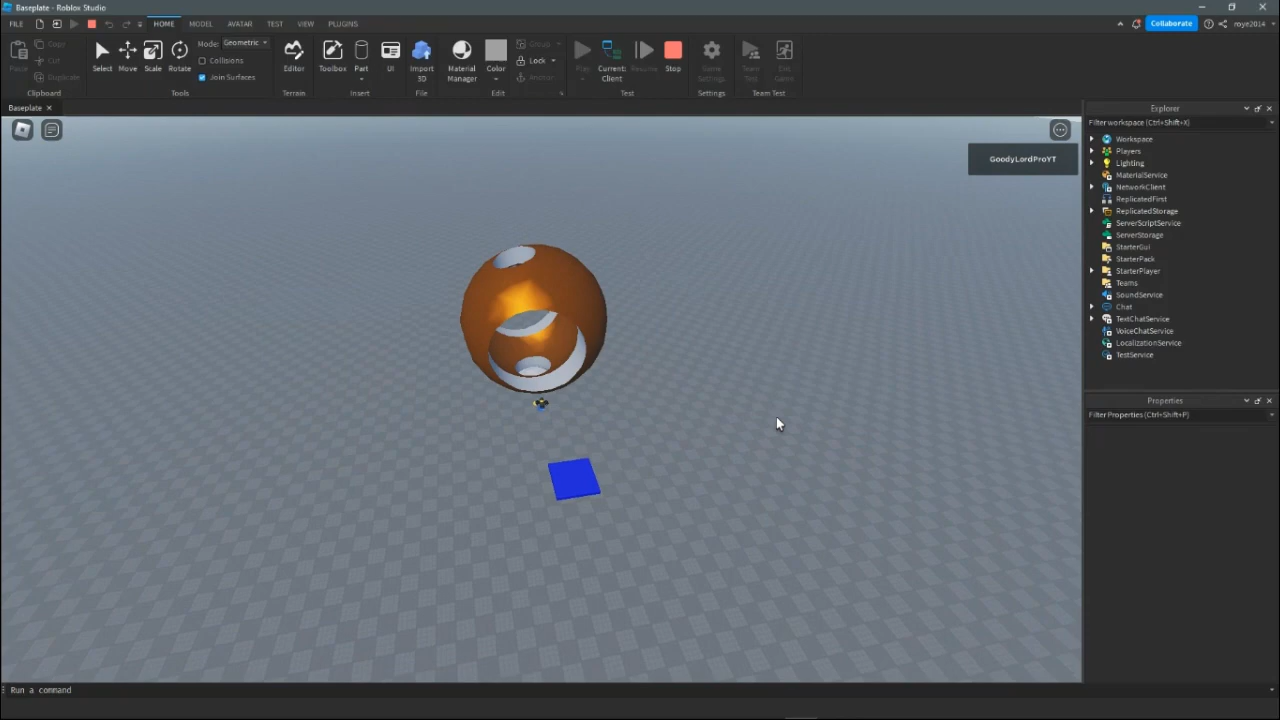 Baseplate - Roblox Studio
FILE
HOME MODEL AVATAR TEST VIEW PLUGINS
Collaborate
roye2014
Paste
Copy
Cut
Duplicate
Clipboard
Select
Move
Scale
Rotate
Mode: Geometric
Collisions
Join Surfaces
Tools
Editor
Terrain
Toolbox
Part
UI
Insert
Import
3D
File
Material
Manager
Color
Group
Lock
Anchor
Edit
Play
Current:
Client
Resume
Stop
Test
Game
Settings
Settings
Team
Test
Exit
Game
Team Test
Baseplate
GoodyLordProYT
Explorer
Filter workspace (Ctrl+Shift+X)
Workspace
Players
Lighting
MaterialService
NetworkClient
ReplicatedFirst
ReplicatedStorage
ServerScriptService
ServerStorage
StarterGui
StarterPack
StarterPlayer
Teams
SoundService
Chat
TextChatService
VoiceChatService
LocalizationService
TestService
Properties
Filter Properties (Ctrl+Shift+P)
Run a command